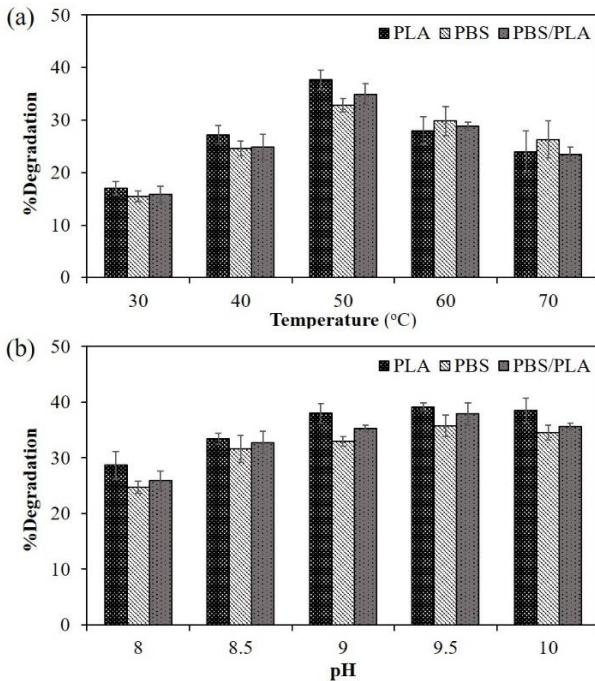 (a)
50
40
30
20
10
0
%Degradation
PLA PBS PBS/PLA
30 40 50 60 70
Temperature (°C)
(b)
50
40
30
20
10
0
%Degradation
PLA PBS PBS/PLA
8 8.5 9 9.5 10
pH